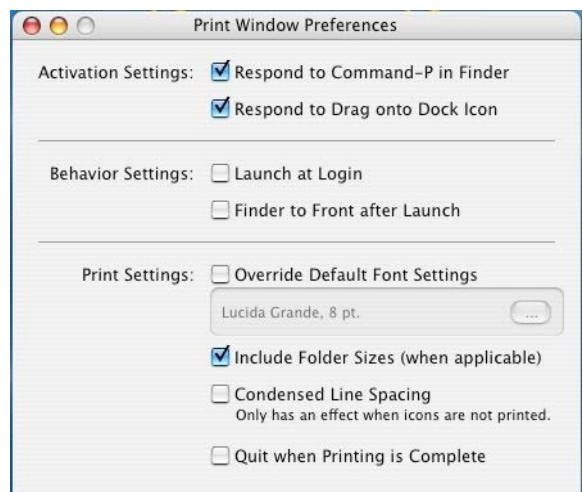 Print Window Preferences
Activation Settings: Respond to Command-P in Finder
Respond to Drag onto Dock Icon
Behavior Settings: Launch at Login
Finder to Front after Launch
Print Settings: Override Default Font Settings
Lucida Grande, 8 pt. ...
Include Folder Sizes (when applicable)
Condensed Line Spacing
Only has an effect when icons are not printed.
Quit when Printing is Complete